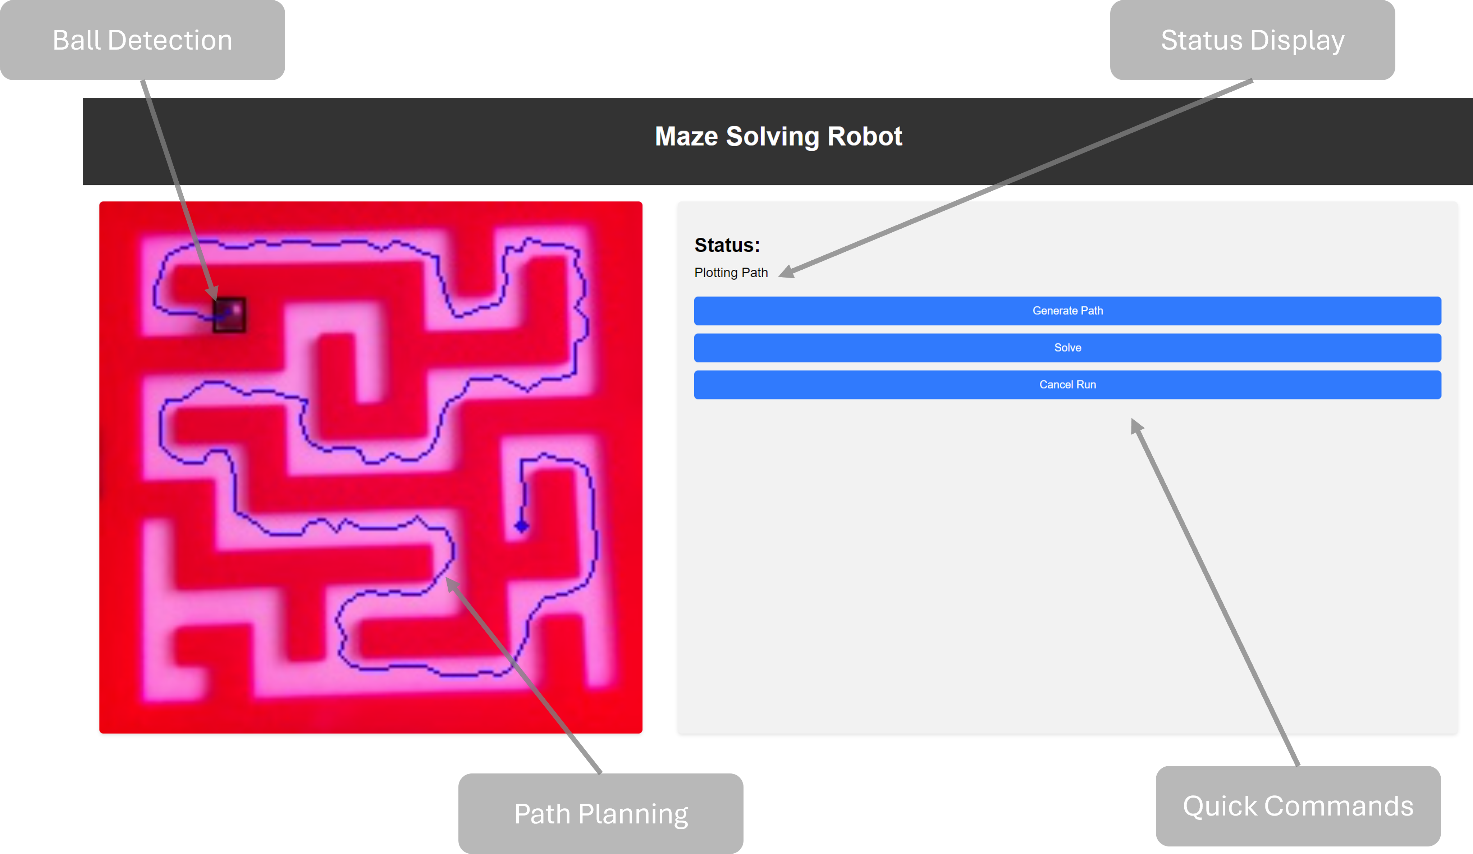 Ball Detection
Status Display
Maze Solving Robot
Status:
Plotting Path
Generate Path
Solve
Cancel Run
Path Planning
Quick Commands